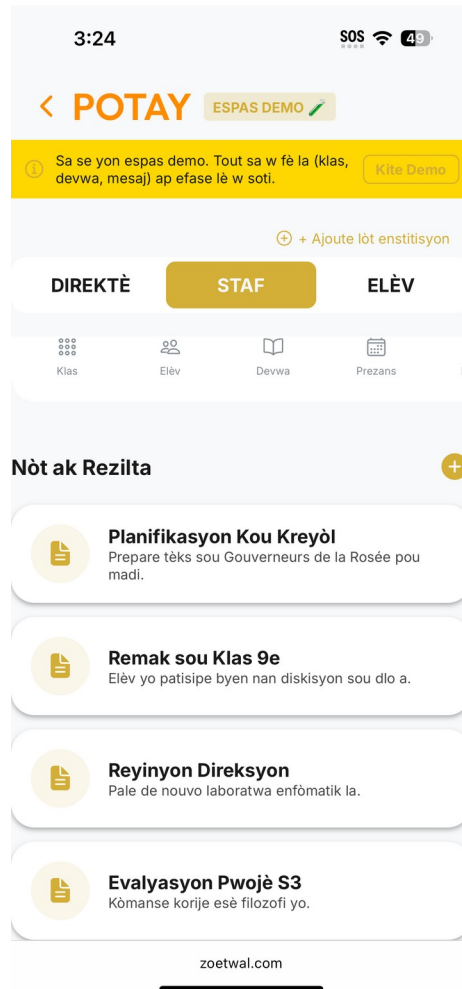 3:24
SOS
49
POTAY
ESPAS DEMO
Sa se yon espas demo. Tout sa w fè la (klas,
devwa, mesaj) ap efase lè w soti.
Kite Demo
+ Ajoute lòt enstitisyon
DIREKTÈ
STAF
ELÈV
Klas
Elèv
Devwa
Prezans
Nòt ak Rezilta
Planifikasyon Kou Kreyòl
Prepare tèks sou Gouverneurs de la Rosée pou
madi.
Remak sou Klas 9e
Elèv yo patisipe byen nan diskisyon sou dlo a.
Reyinyon Direksyon
Pale de nouvo laboratwa enfòmatik la.
Evalyasyon Pwojè S3
Kòmanse korije esè filozofi yo.
zoetwal.com